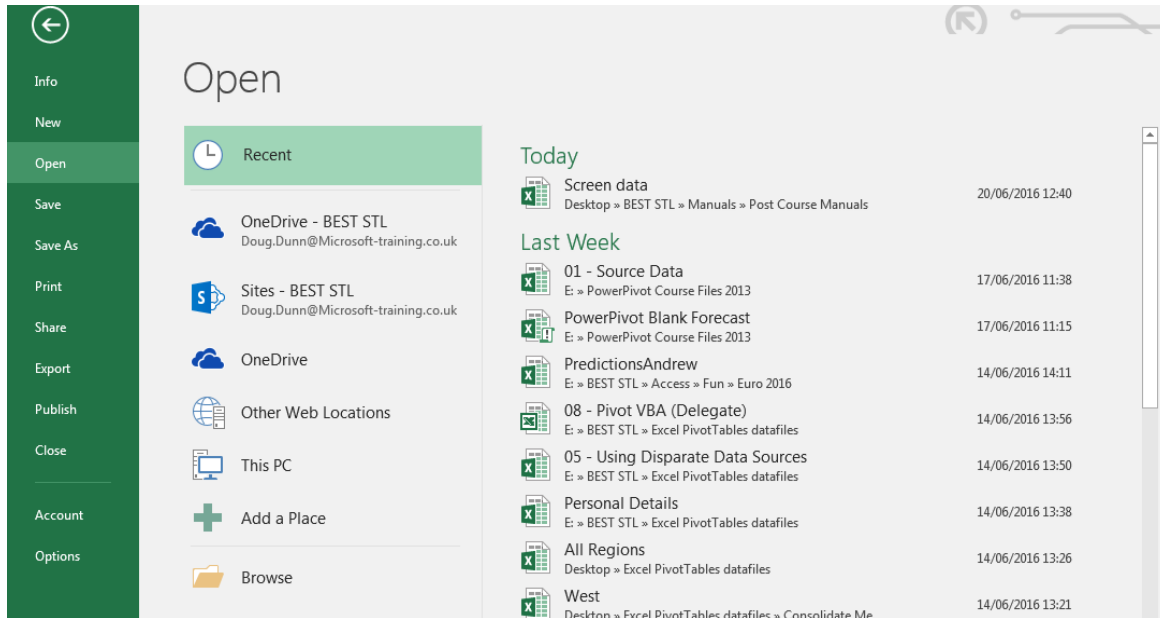 Info
New
Open
Save
Save As
Print
Share
Export
Publish
Close
Account
Options
Open
Recent
OneDrive - BEST STL
Doug.Dunn@Microsoft-training.co.uk
Sites - BEST STL
Doug.Dunn@Microsoft-training.co.uk
OneDrive
Other Web Locations
This PC
Add a Place
Browse
Today
Screen data 20/06/2016 12:40
Desktop » BEST STL » Manuals » Post Course Manuals
Last Week
01 - Source Data 17/06/2016 11:38
E: » PowerPivot Course Files 2013
PowerPivot Blank Forecast 17/06/2016 11:15
E: » PowerPivot Course Files 2013
PredictionsAndrew 14/06/2016 14:11
E: » BEST STL » Access » Fun » Euro 2016
08 - Pivot VBA (Delegate) 14/06/2016 13:56
E: » BEST STL » Excel PivotTables datafiles
05 - Using Disparate Data Sources 14/06/2016 13:50
E: » BEST STL » Excel PivotTables datafiles
Personal Details 14/06/2016 13:38
E: » BEST STL » Excel PivotTables datafiles
All Regions 14/06/2016 13:26
Desktop » Excel PivotTables datafiles
West 14/06/2016 13:21
Desktop » Excel PivotTables datafiles » Consolidate Me